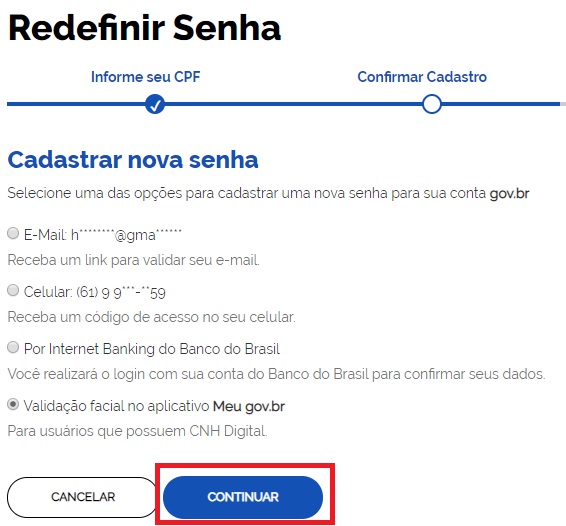 Redefinir Senha
Informe seu CPF
Confirmar Cadastro
Cadastrar nova senha
Selecione uma das opções para cadastrar uma nova senha para sua conta gov.br
E-Mail: h********@gma******
Receba um link para validar seu e-mail.
Celular: (61) 9 9***-**59
Receba um código de acesso no seu celular.
Por Internet Banking do Banco do Brasil
Você realizará o login com sua conta do Banco do Brasil para confirmar seus dados.
Validação facial no aplicativo Meu gov.br
Para usuários que possuem CNH Digital.
CANCELAR
CONTINUAR